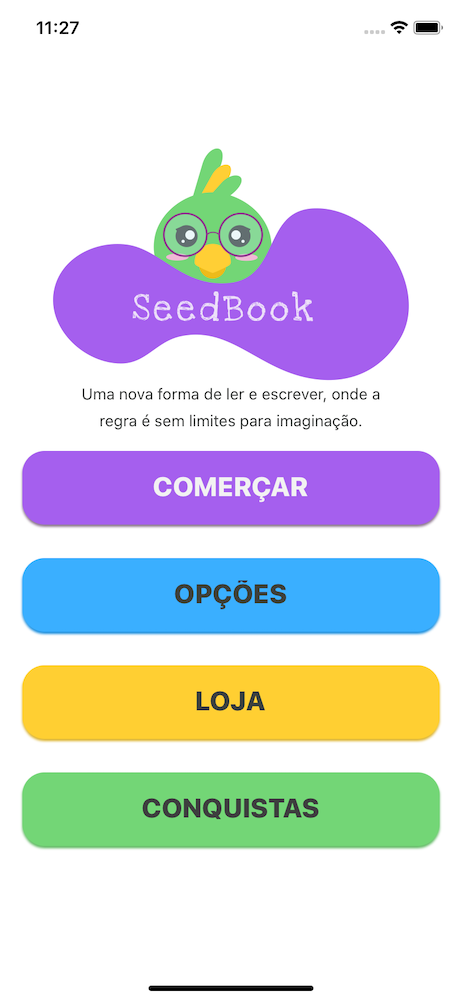 11:27
SeedBook
Uma nova forma de ler e escrever, onde a
regra é sem limites para imaginação.
COMERÇAR
OPÇÕES
LOJA
CONQUISTAS